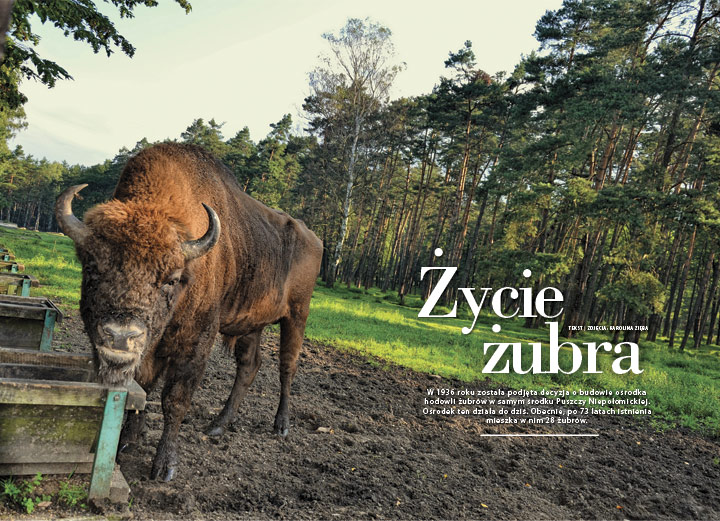 Życie
TEKST | ZDJĘCIA: KAROLINA ZIĘBA
żubra
W 1936 roku została podjęta decyzja o budowie ośrodka
hodowli żubrów w samym środku Puszczy Niepołomickiej.
Ośrodek ten działa do dziś. Obecnie, po 73 latach istnienia
mieszka w nim 28 żubrów.